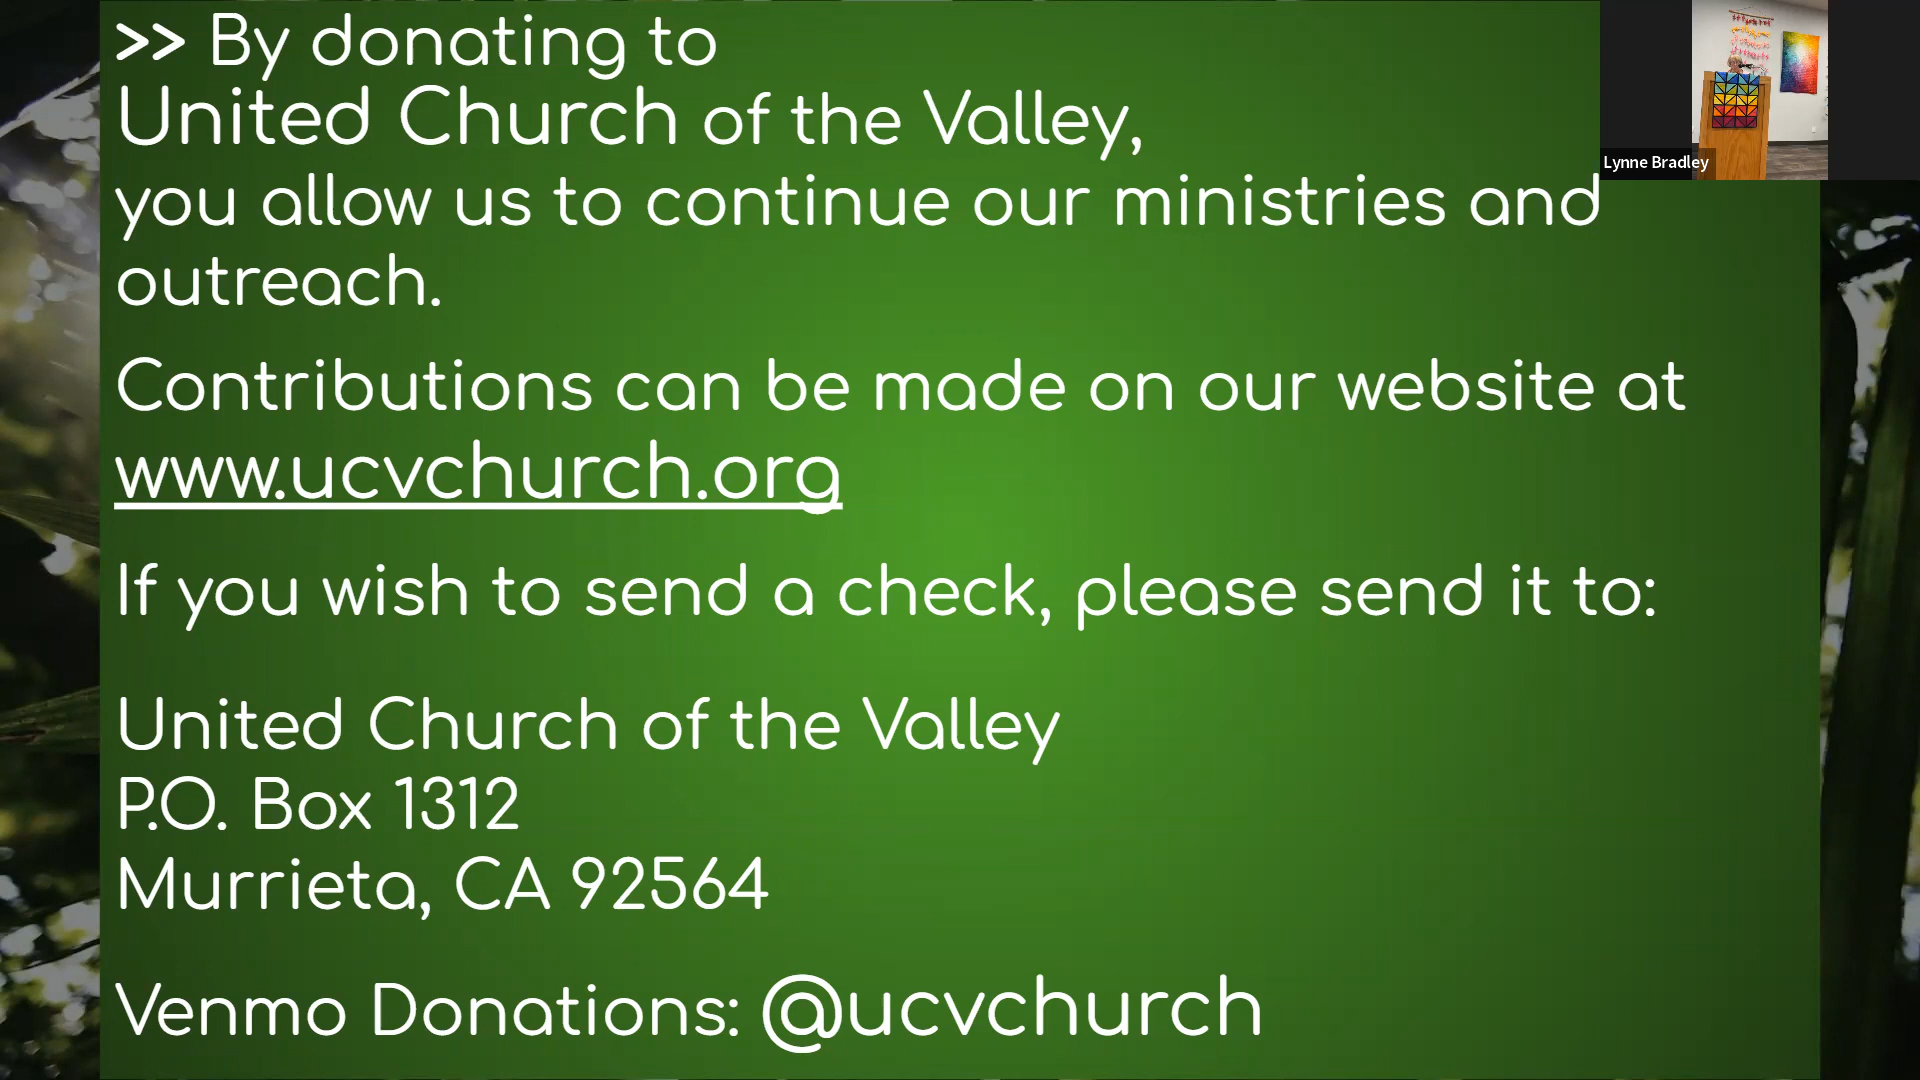 >> By donating to
United Church of the Valley,
you allow us to continue our ministries and
outreach.
Contributions can be made on our website at
www.ucvchurch.org
If you wish to send a check, please send it to:
United Church of the Valley
P.O. Box 1312
Murrieta, CA 92564
Venmo Donations: @ucvchurch
Lynne Bradley